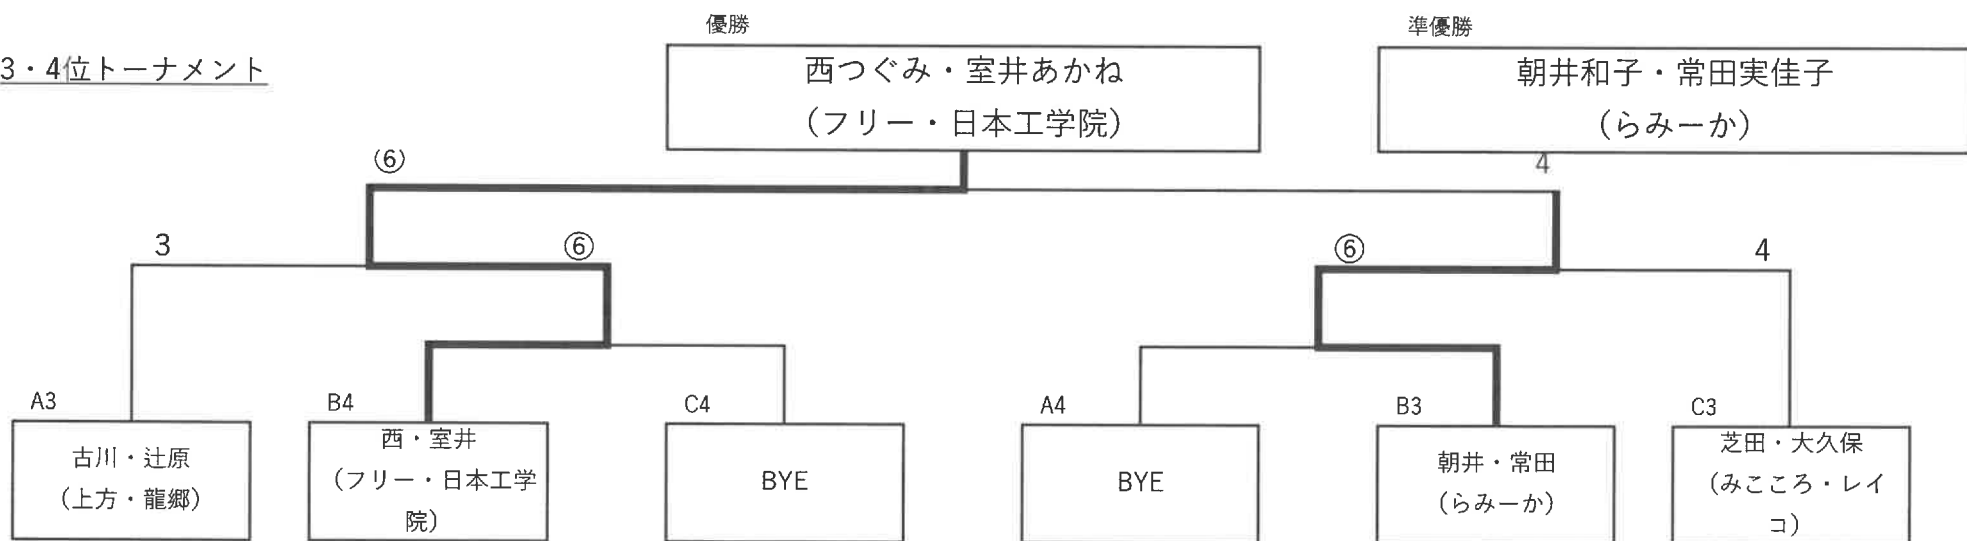 優勝
準優勝
3・4位トーナメント
西つぐみ・室井あかね
(フリー・日本工学院)
朝井和子・常田実佳子
(らみーか)
⑥
4
3
⑥
⑥
4
A3
B4
C4
A4
B3
C3
古川・辻原
(上方・龍郷)
西・室井
(フリー・日本工学
院)
BYE
BYE
朝井・常田
(らみーか)
芝田・大久保
(みこころ・レイ
コ)